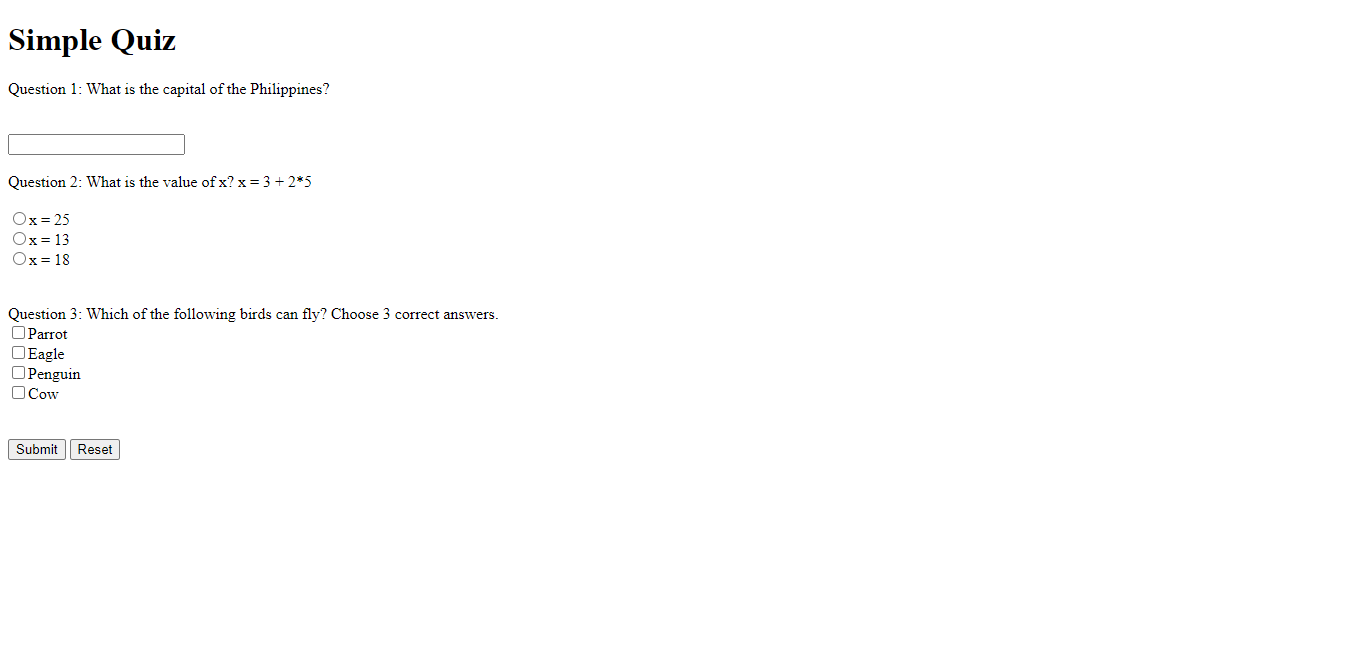 Simple Quiz
Question 1: What is the capital of the Philippines?
Question 2: What is the value of x? x = 3 + 2*5
x = 25
x = 13
x = 18
Question 3: Which of the following birds can fly? Choose 3 correct answers.
Parrot
Eagle
Penguin
Cow
Submit Reset